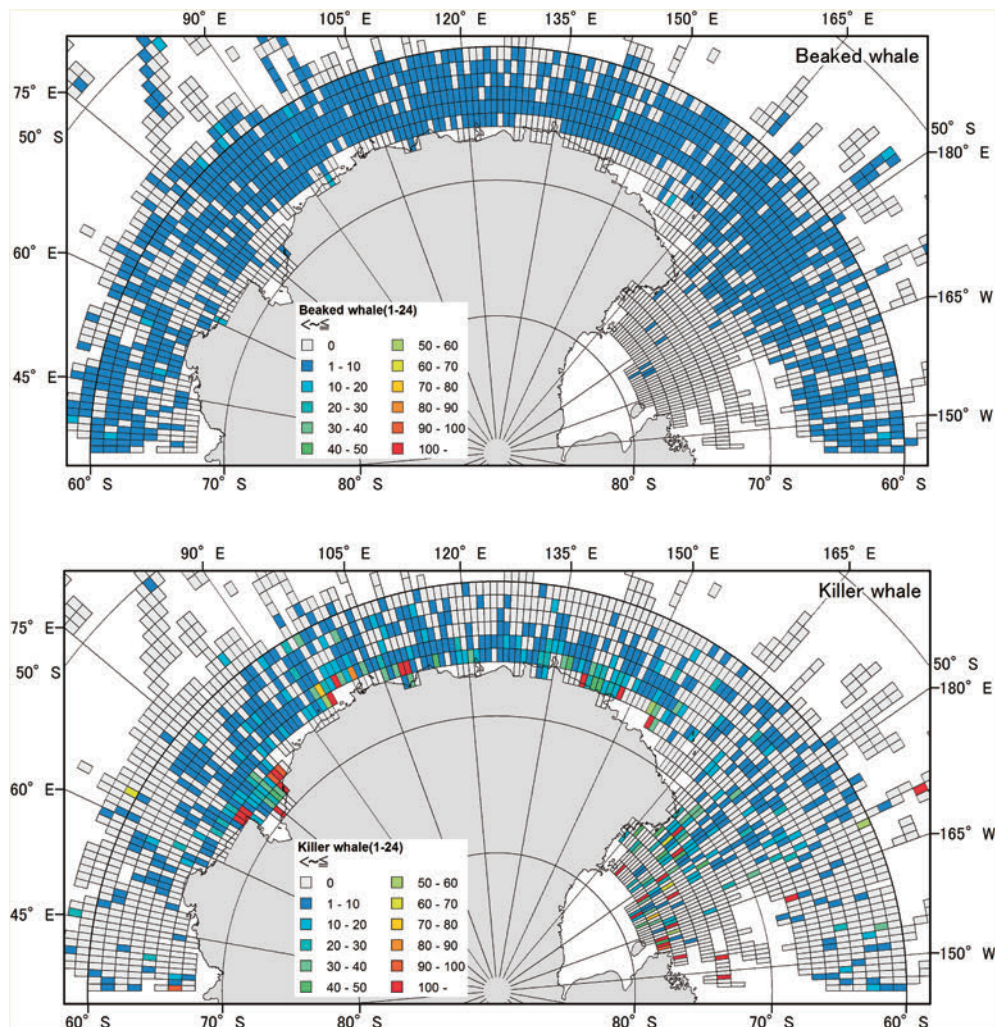 90° E 105° E 120° E 135° E 150° E 165° E
Beaked whale
75° E
50° S
50° S
180° E
60° E
165° W
45° E
150° W
Beaked whale(1-24)
<～≦
0 50 - 60
1 - 10 60 - 70
10 - 20 70 - 80
20 - 30 80 - 90
30 - 40 90 - 100
40 - 50 100 -
60° S 70° S 80° S 80° S 70° S 60° S
90° E 105° E 120° E 135° E 150° E 165° E
Killer whale
75° E
50° S
50° S
180° E
60° E
165° W
45° E
150° W
Killer whale(1-24)
<～≦
0 50 - 60
1 - 10 60 - 70
10 - 20 70 - 80
20 - 30 80 - 90
30 - 40 90 - 100
40 - 50 100 -
60° S 70° S 80° S 80° S 70° S 60° S